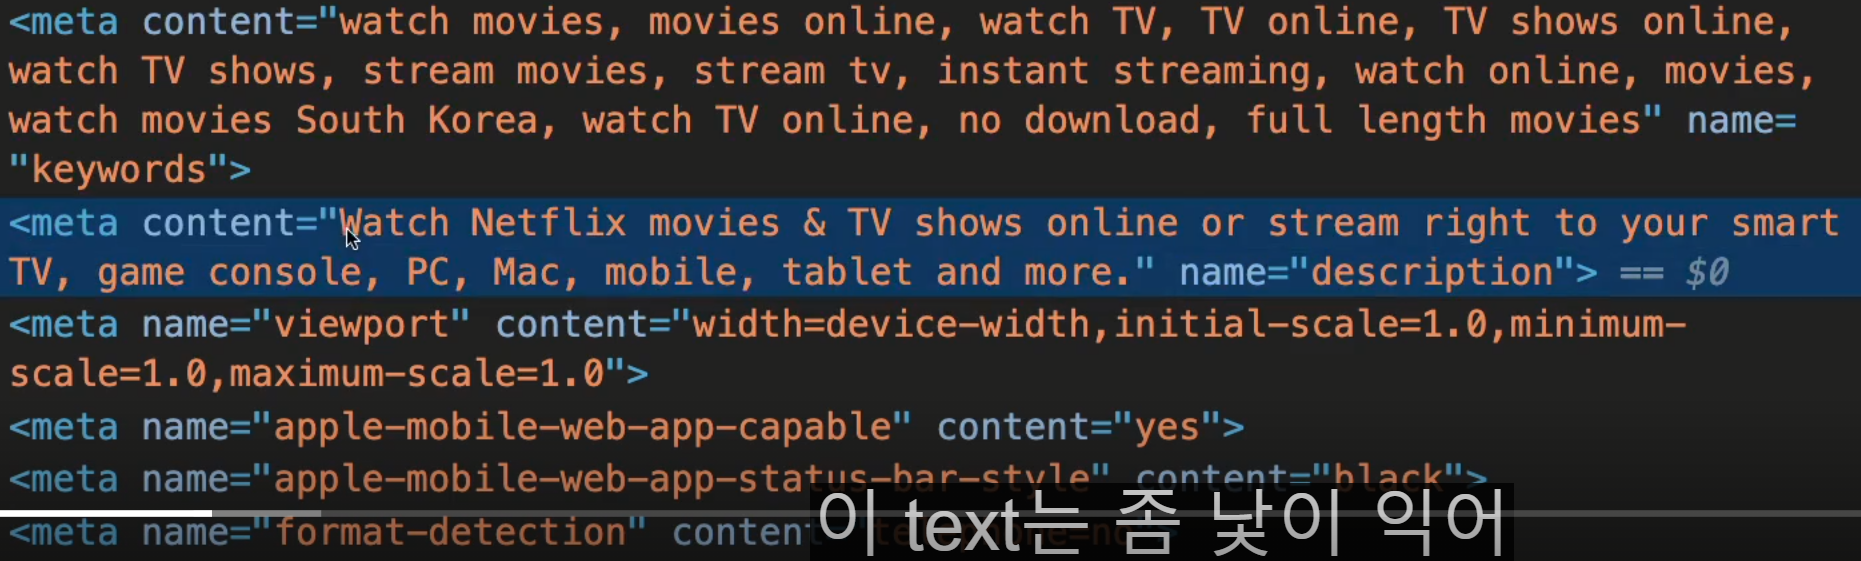 <meta content="watch movies, movies online, watch TV, TV online, TV shows online,
watch TV shows, stream movies, stream tv, instant streaming, watch online, movies,
watch movies South Korea, watch TV online, no download, full length movies" name=
"keywords">
<meta content="Watch Netflix movies & TV shows online or stream right to your smart
TV, game console, PC, Mac, mobile, tablet and more." name="description"> == $0
<meta name="viewport" content="width=device-width,initial-scale=1.0,minimum-
scale=1.0,maximum-scale=1.0">
<meta name="apple-mobile-web-app-capable" content="yes">
<meta name="apple-mobile-web-app-status-bar-style" content="black">
<meta name="format-detection" content="telephone=no">
이 text는 좀 낯이 익어